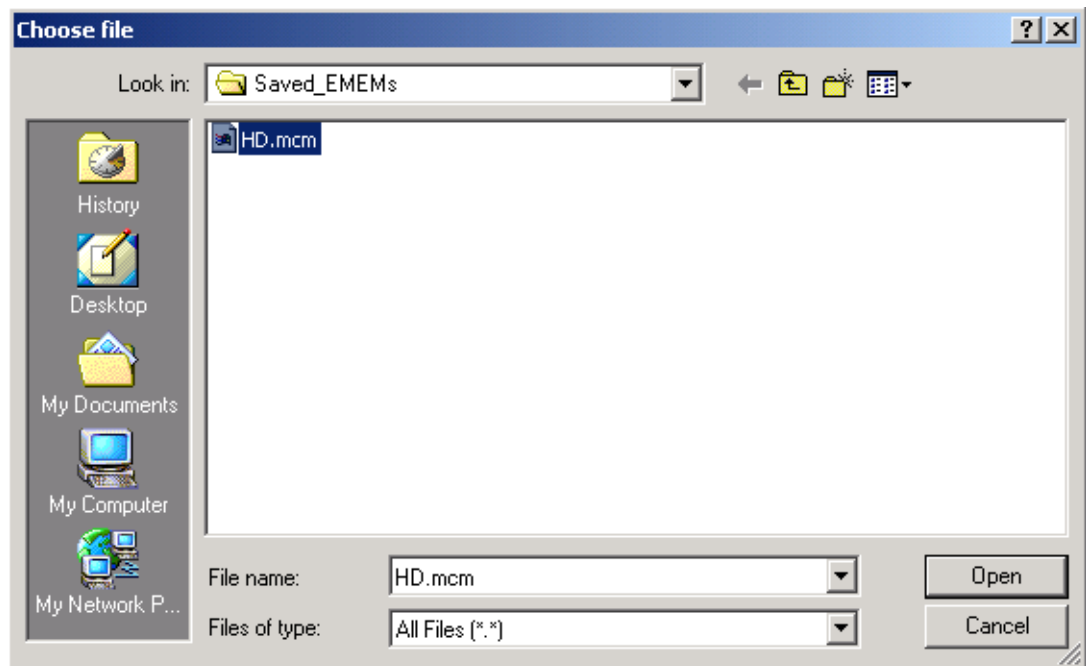 Choose file
Look in: Saved_EMEMs
HD.mcm
History
Desktop
My Documents
My Computer
My Network P...
File name: HD.mcm Open
Files of type: All Files (*.*) Cancel